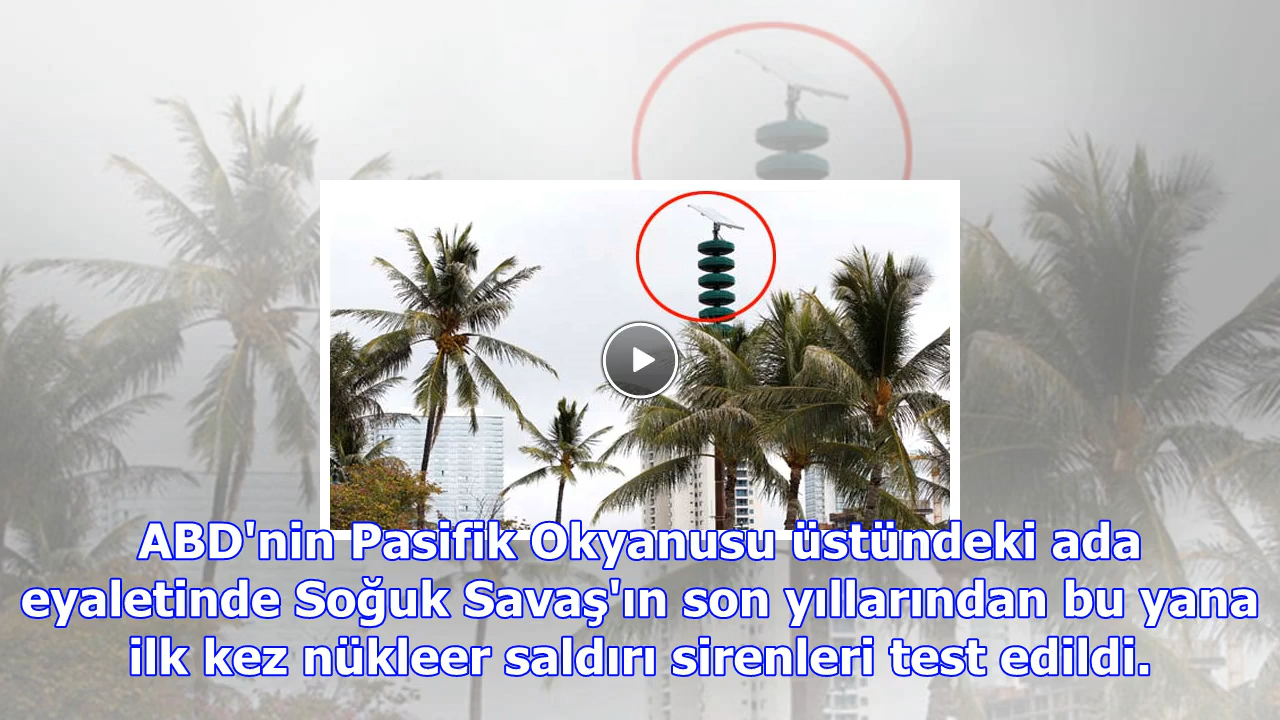 ABD'nin Pasifik Okyanusu üstündeki ada
eyaletinde Soğuk Savaş'ın son yıllarından bu yana
ilk kez nükleer saldırı sirenleri test edildi.